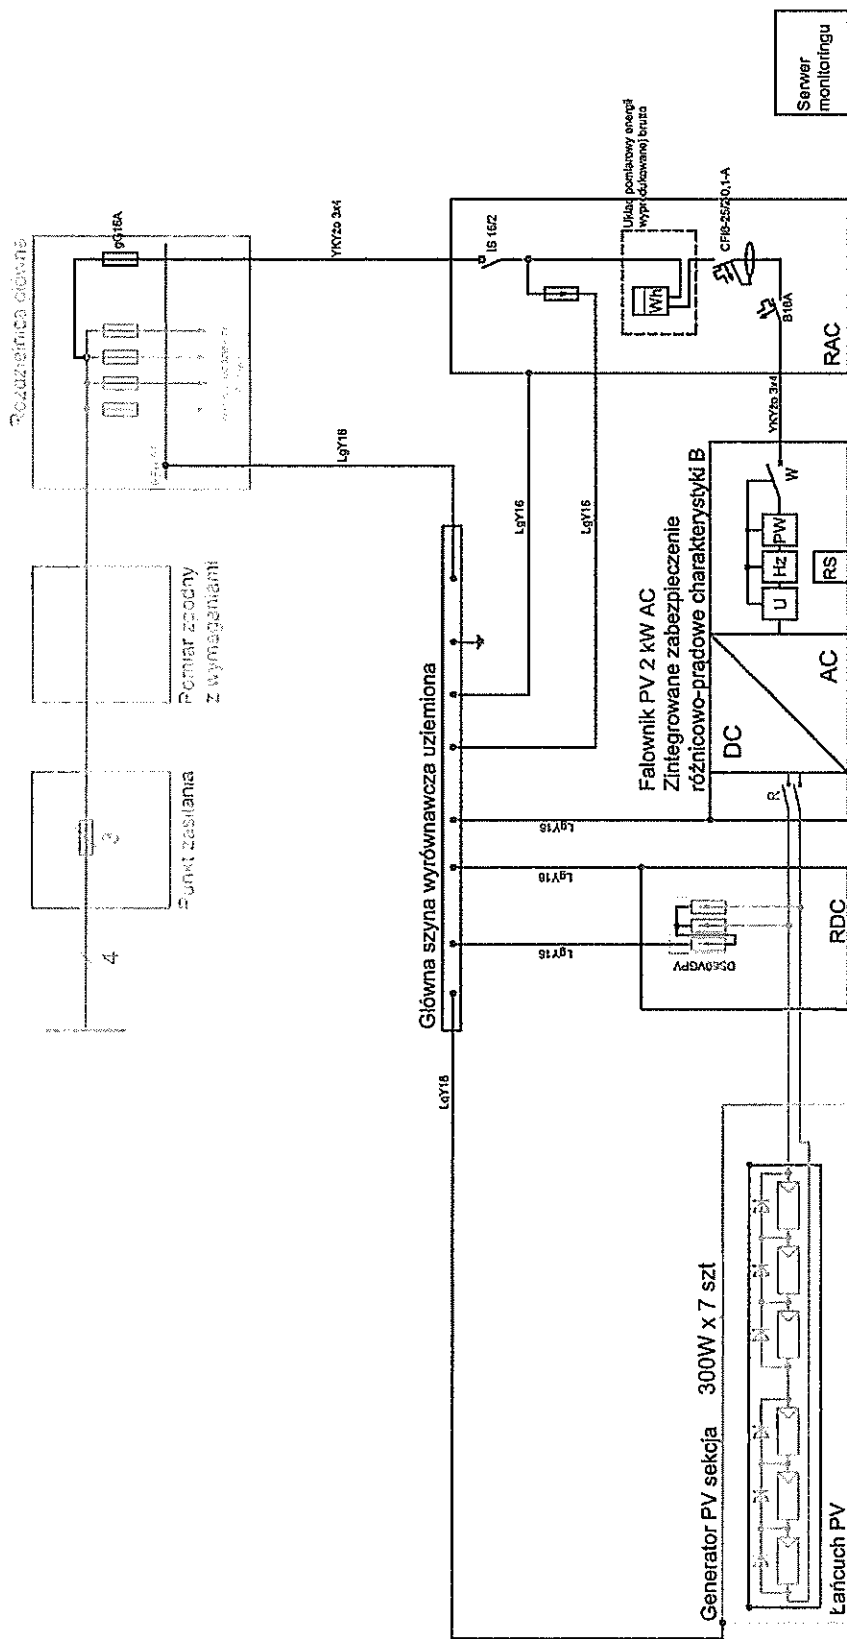 Rozdzielnica główna
gG16A
YKYżo 3x4
LgY16
Pomiar zgodny
z wymaganiami
Punkt zasilania
3
4
Główna szyna wyrównawcza uziemiona
LgY16
LgY16
LgY16
LgY16
LgY16
LgY16
IS 16/2
Układ pomiarowy energii
wyprodukowanej brutto
Wh
CFI6-25/2/0,1-A
B16A
RAC
YKYżo 3x4
Serwer
monitoringu
Falownik PV 2 kW AC
Zintegrowane zabezpieczenie
różnicowo-prądowe charakterystyki B
DC
AC
U
Hz
PW
W
RS
DS50VGPV
RDC
Generator PV sekcja 300W x 7 szt
Łańcuch PV